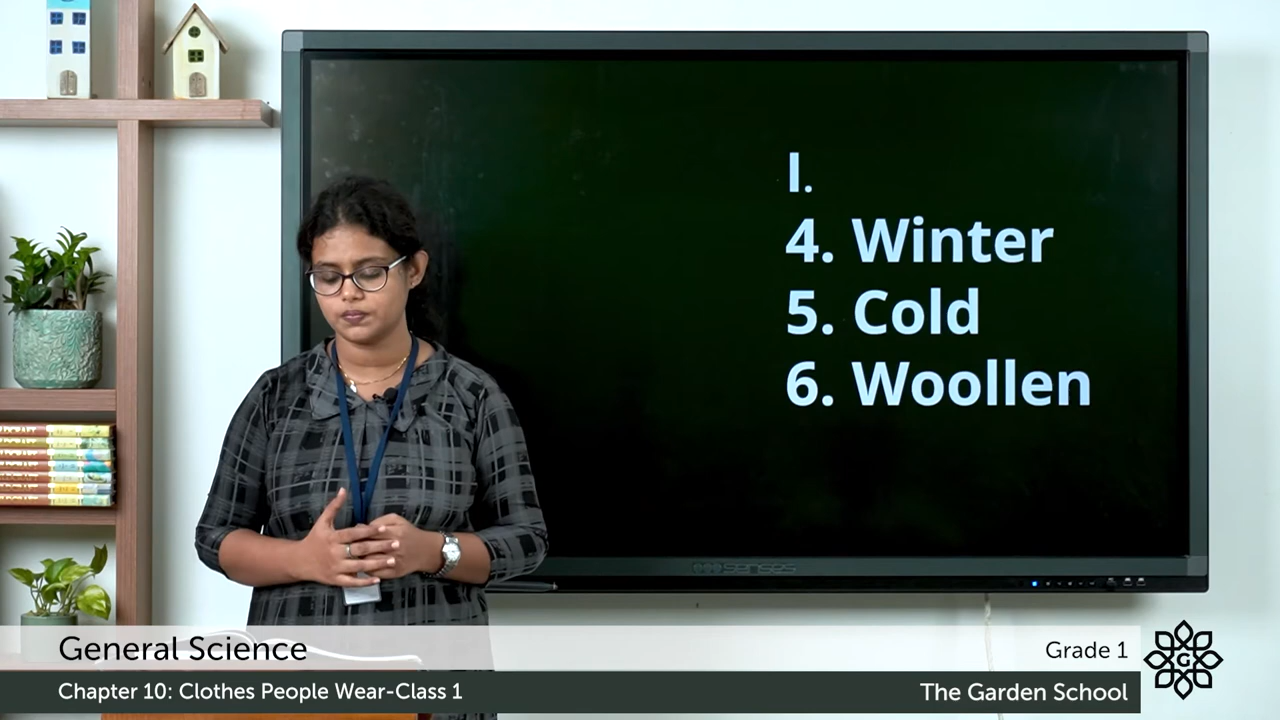 I.
4. Winter
5. Cold
6. Woollen
General Science
Grade 1
Chapter 10: Clothes People Wear-Class 1
The Garden School
G